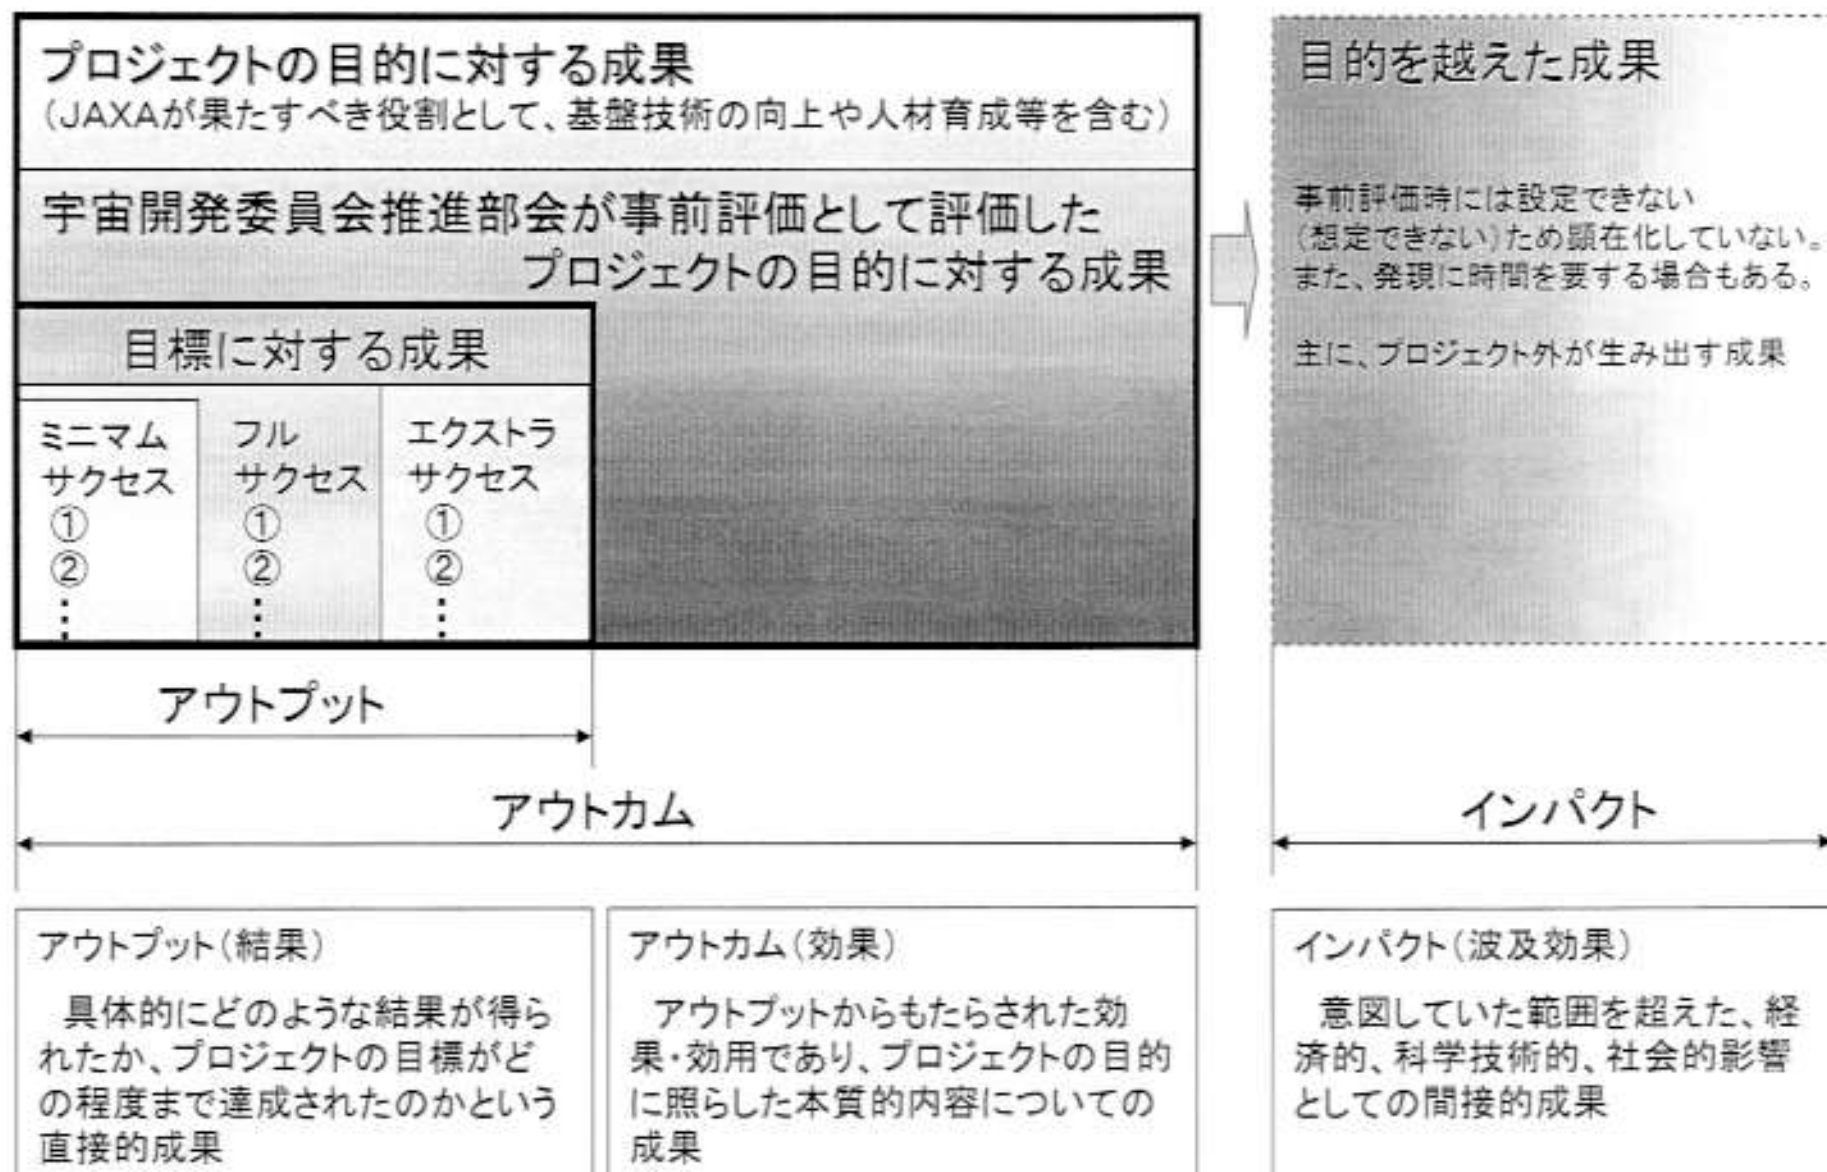 プロジェクトの目的に対する成果
(JAXAが果たすべき役割として、基盤技術の向上や人材育成等を含む)
宇宙開発委員会推進部会が事前評価として評価した
プロジェクトの目的に対する成果
目標に対する成果
ミニマム
サクセス
①
②
⋮
フル
サクセス
①
②
⋮
エクストラ
サクセス
①
②
⋮
目的を越えた成果
事前評価時には設定できない
(想定できない)ため顕在化していない。
また、発現に時間を要する場合もある。
主に、プロジェクト外が生み出す成果
アウトプット
アウトカム
インパクト
アウトプット(結果)
具体的にどのような結果が得ら
れたか、プロジェクトの目標がど
の程度まで達成されたのかという
直接的成果
アウトカム(効果)
アウトプットからもたらされた効
果・効用であり、プロジェクトの目的
に照らした本質的内容についての
成果
インパクト(波及効果)
意図していた範囲を超えた、経
済的、科学技術的、社会的影響
としての間接的成果